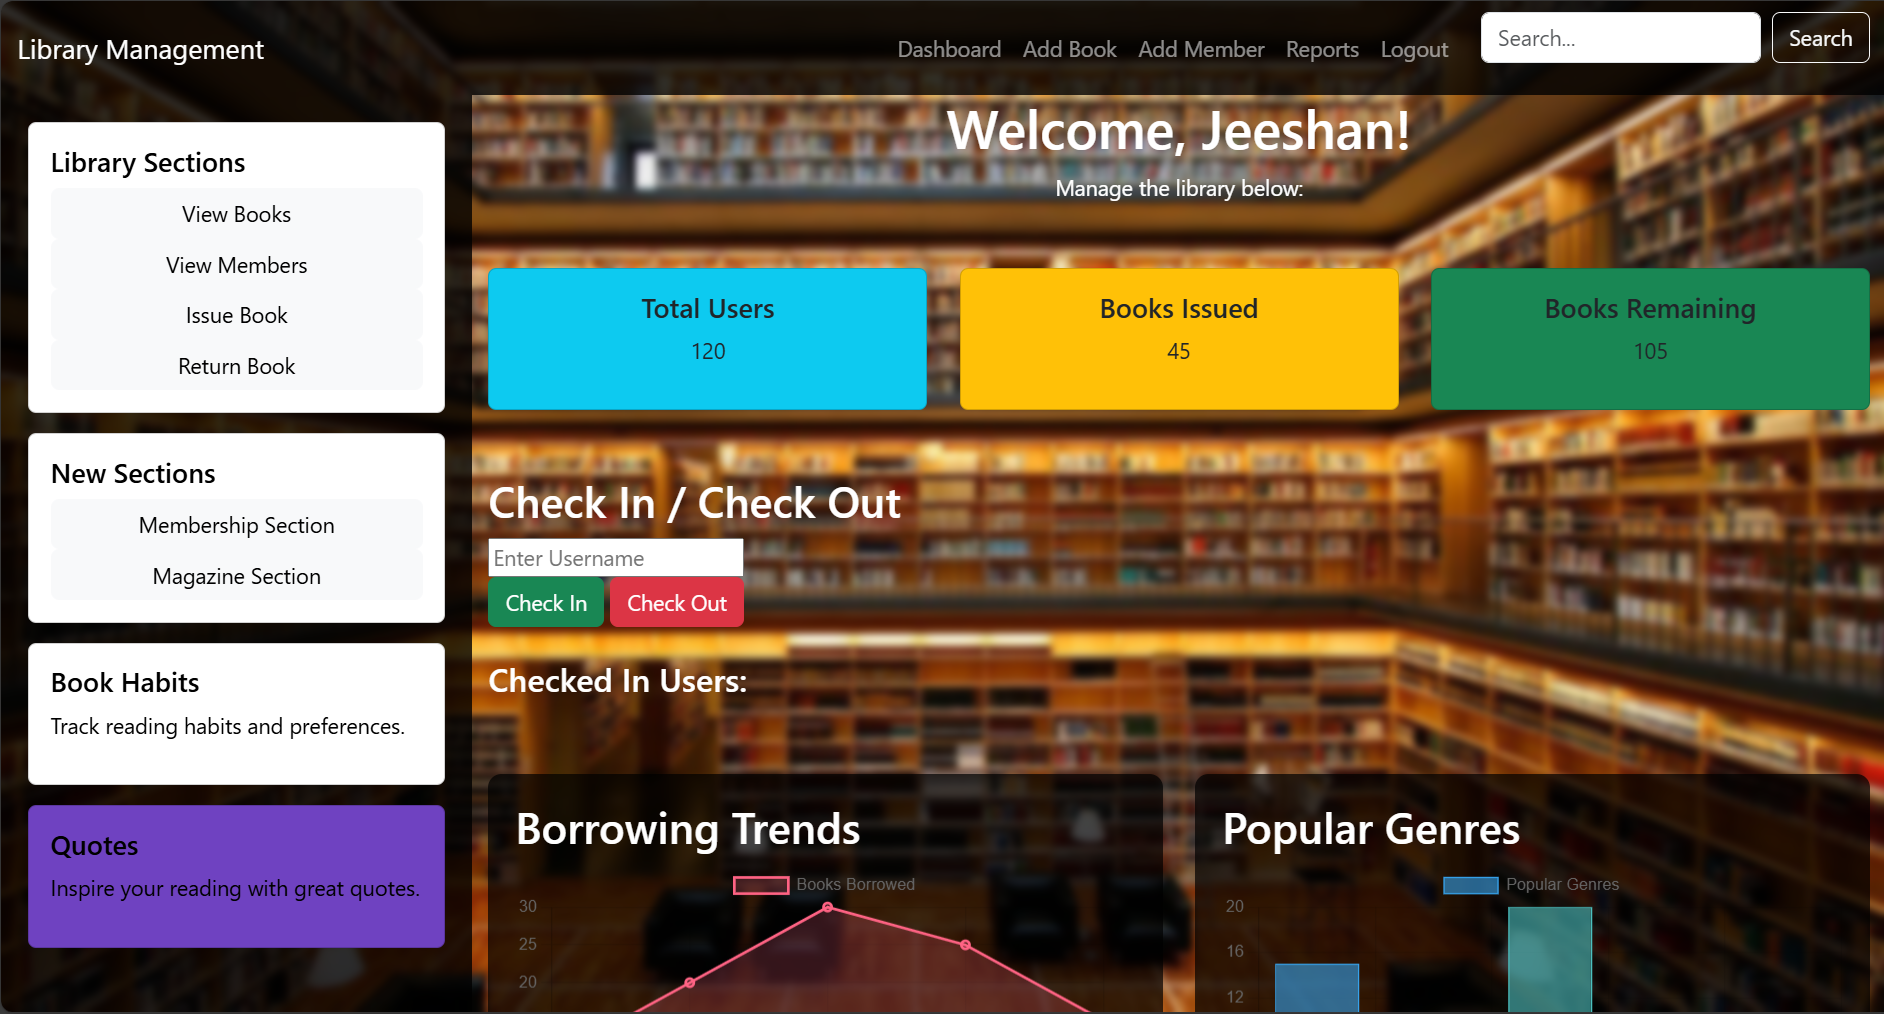 Library Management
Dashboard Add Book Add Member Reports Logout
Search...
Search
Library Sections
View Books
View Members
Issue Book
Return Book
New Sections
Membership Section
Magazine Section
Book Habits
Track reading habits and preferences.
Quotes
Inspire your reading with great quotes.
Welcome, Jeeshan!
Manage the library below:
Total Users
120
Books Issued
45
Books Remaining
105
Check In / Check Out
Enter Username
Check In
Check Out
Checked In Users:
Borrowing Trends
Books Borrowed
30
25
20
Popular Genres
Popular Genres
20
16
12